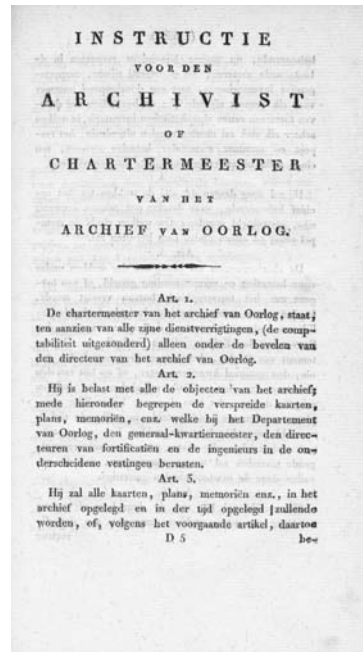 INSTRUCTIE
VOOR DEN
ARCHIVIST
OF
CHARTERMEESTER
VAN HET
ARCHIEF VAN OORLOG.
Art. 1.
De chartermeester van het archief van Oorlog, staat,
ten aanzien van alle zijne dienstverrigtingen, (de comp-
tabiliteit uitgezonderd) alleen onder de bevelen van
den directeur van het archief van Oorlog.
Art. 2.
Hij is belast met alle de objecten van het archief;
mede hieronder begrepen de verspreide kaarten,
plans, memoriën, enz. welke bij het Departement
van Oorlog, den generaal-kwartiermeester, den direc-
teuren van fortificatiën en de ingenieurs in de on-
derscheidene vestingen berusten.
Art. 3.
Hij zal alle kaarten, plans, memoriën enz., in het
archief opgelegd en in der tijd opgelegd zullende
worden, of, volgens het voorgaande artikel, daartoe
D 5 be-